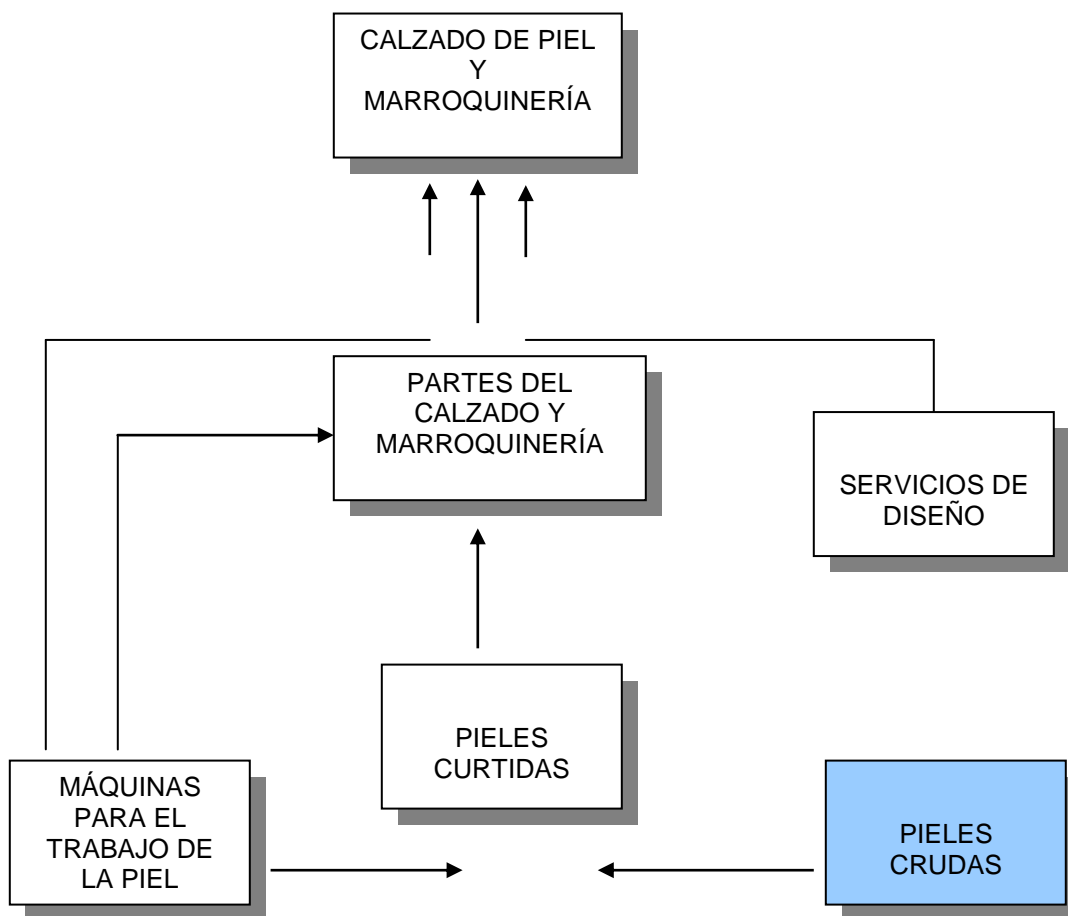 CALZADO DE PIEL
Y
MARROQUINERÍA
PARTES DEL
CALZADO Y
MARROQUINERÍA
SERVICIOS DE
DISEÑO
PIELES
CURTIDAS
MÁQUINAS
PARA EL
TRABAJO DE
LA PIEL
PIELES
CRUDAS